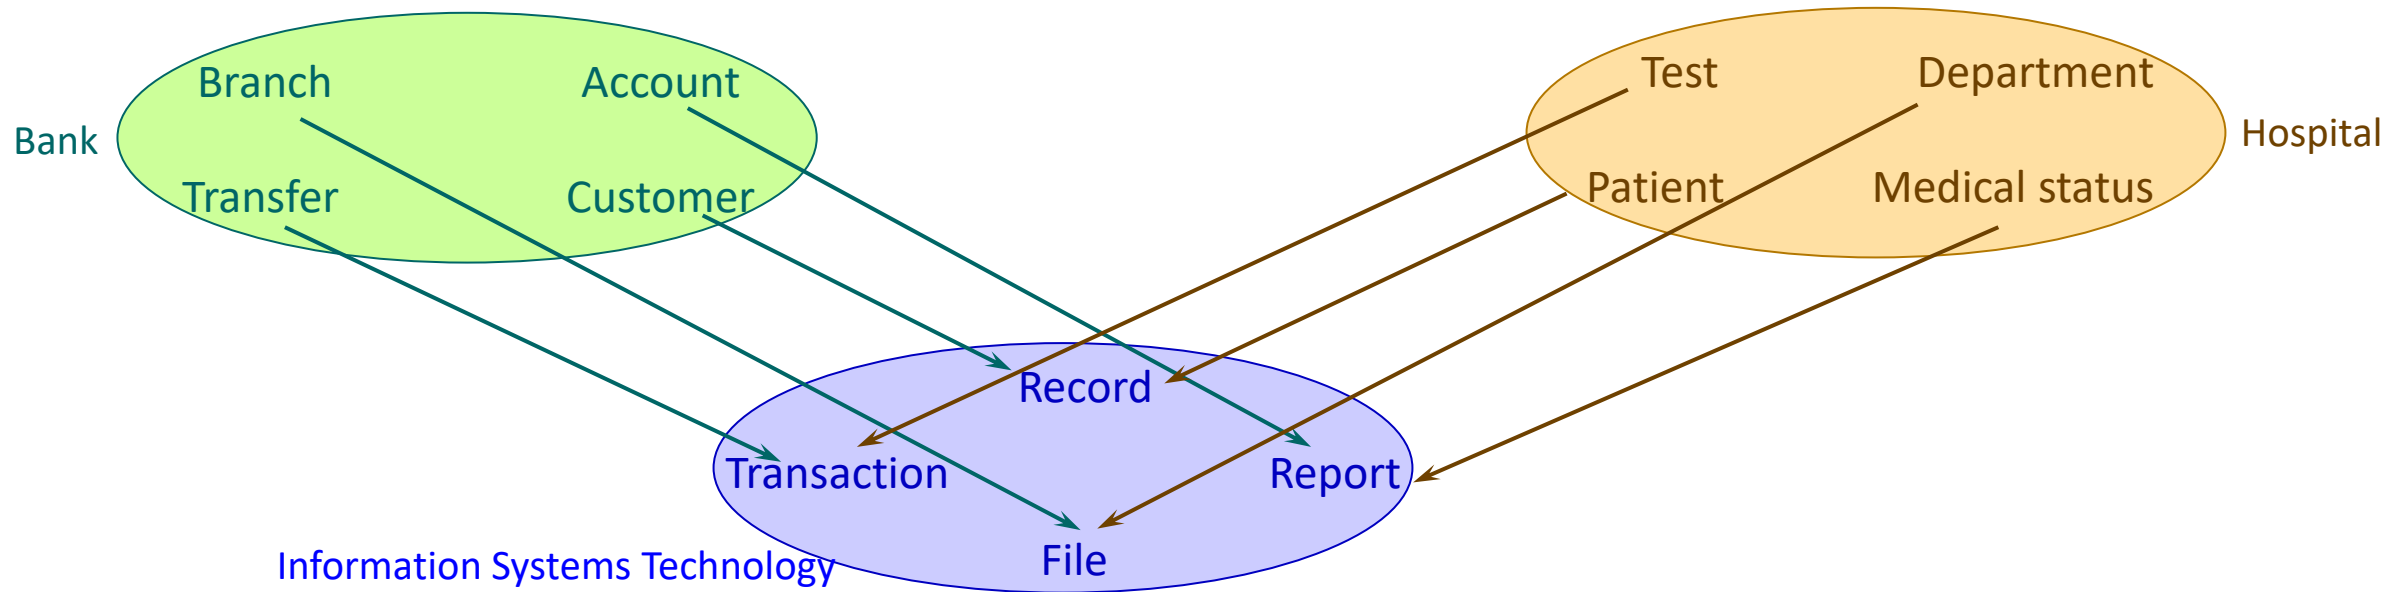 Branch
Account
Test
Department
Bank
Hospital
Transfer
Customer
Patient
Medical status
Record
Transaction
Report
File
Information Systems Technology